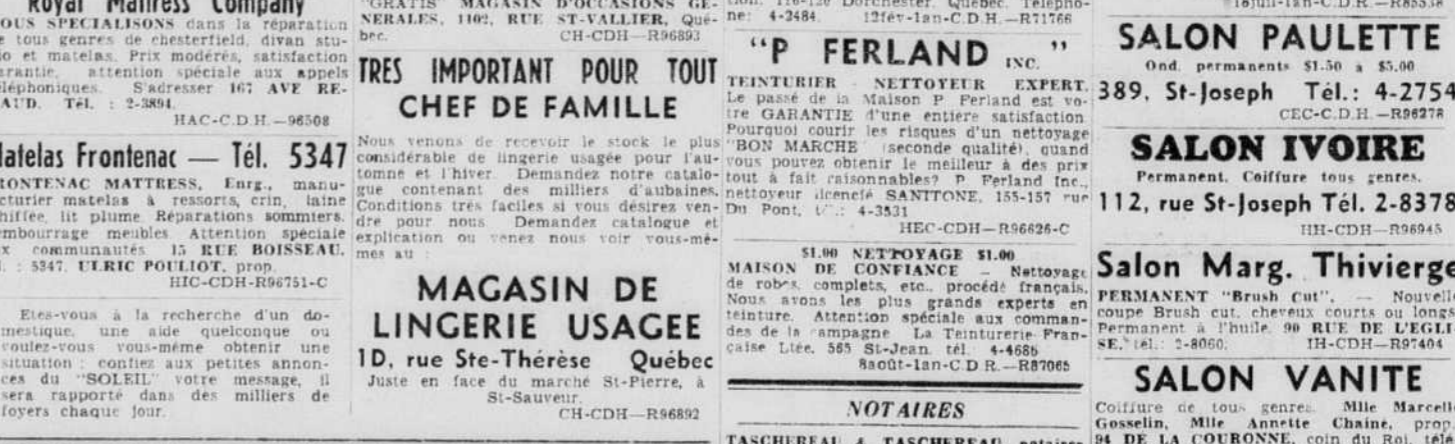 Royal Mattress Company
OUS SPECIALISONS dans la réparation
e tous genres de chesterfield, divan stu-
io et matelas. Prix modérés, satisfaction
arantie, attention spéciale aux appels
éléphoniques. S'adresser 167 AVE RE-
AUD. Tél. : 2-3894.
HAC-C.D.H.—96508
Matelas Frontenac — Tél. 5347
RONTENAC MATTRESS, Enrg., manu-
cturier matelas à ressorts, crin, laine
hiffée, lit plume. Réparations sommiers.
embourrage meubles. Attention spéciale
x communautés. 15 RUE BOISSEAU.
. : 5347. ULRIC POULIOT, prop.
HIC-CDH-R96751-C
Etes-vous à la recherche d'un do-
mestique, une aide quelconque ou
voulez-vous vous-même obtenir une
situation : confiez aux petites annon-
ces du "SOLEIL" votre message, il
sera rapporté dans des milliers de
foyers chaque jour.
"GRATIS" MAGASIN D'OCCASIONS GE-
NERALES, 1102, RUE ST-VALLIER, Qué-
bec. CH-CDH—R96893
TRES IMPORTANT POUR TOUT
CHEF DE FAMILLE
Nous venons de recevoir le stock le plus
considérable de lingerie usagée pour l'au-
tomne et l'hiver. Demandez notre catalo-
gue contenant des milliers d'aubaines.
Conditions très faciles si vous désirez ven-
dre pour nous. Demandez catalogue et
explication ou venez nous voir vous-mê-
mes au :
MAGASIN DE
LINGERIE USAGEE
1D, rue Ste-Thérèse Québec
Juste en face du marché St-Pierre, à
St-Sauveur.
CH-CDH—R96892
tion, 116-120 Dorchester, Québec. Télépho-
ne: 4-2484. 12fév-1an-C.D.H.—R71766
"P FERLAND " INC.
TEINTURIER - NETTOYEUR EXPERT.
Le passé de la Maison P Ferland est vo-
tre GARANTIE d'une entière satisfaction
Pourquoi courir les risques d'un nettoyage
"BON MARCHE" (seconde qualité), quand
vous pouvez obtenir le meilleur à des prix
tout à fait raisonnables? P Ferland Inc.,
nettoyeur licencié SANITONE, 155-157 rue
Du Pont, tél.: 4-3531
HEC-CDH—R96626-C
$1.00 NETTOYAGE $1.00
MAISON DE CONFIANCE — Nettoyage
de robes, complets, etc., procédé français.
Nous avons les plus grands experts en
teinture. Attention spéciale aux comman-
des de la campagne La Teinturerie Fran-
çaise Ltée, 565 St-Jean. tél. 4-4686
8août-1an-C.D.R.—R87065
NOTAIRES
TASCHEREAU & TASCHEREAU, notaires
18juil-1an-C.D.R.—R85538
SALON PAULETTE
Ond. permanents $1.50 à $5.00
389, St-Joseph Tél.: 4-2754
CEC-C.D.H.—R96278
SALON IVOIRE
Permanent, Coiffure tous genres.
112, rue St-Joseph Tél. 2-8378
HH-CDH—R96945
Salon Marg. Thivierge
PERMANENT "Brush Cut". — Nouvell
coupe Brush cut. cheveux courts ou longs
Permanent à l'huile. 90 RUE DE L'EGLI
SE, tél.: 2-8060. IH-CDH—R97404
SALON VANITE
Coiffure de tous genres. Mlle Marcelle
Gosselin, Mlle Annette Chainé, prop
94 DE LA COURONNE, coin du Roi, tél